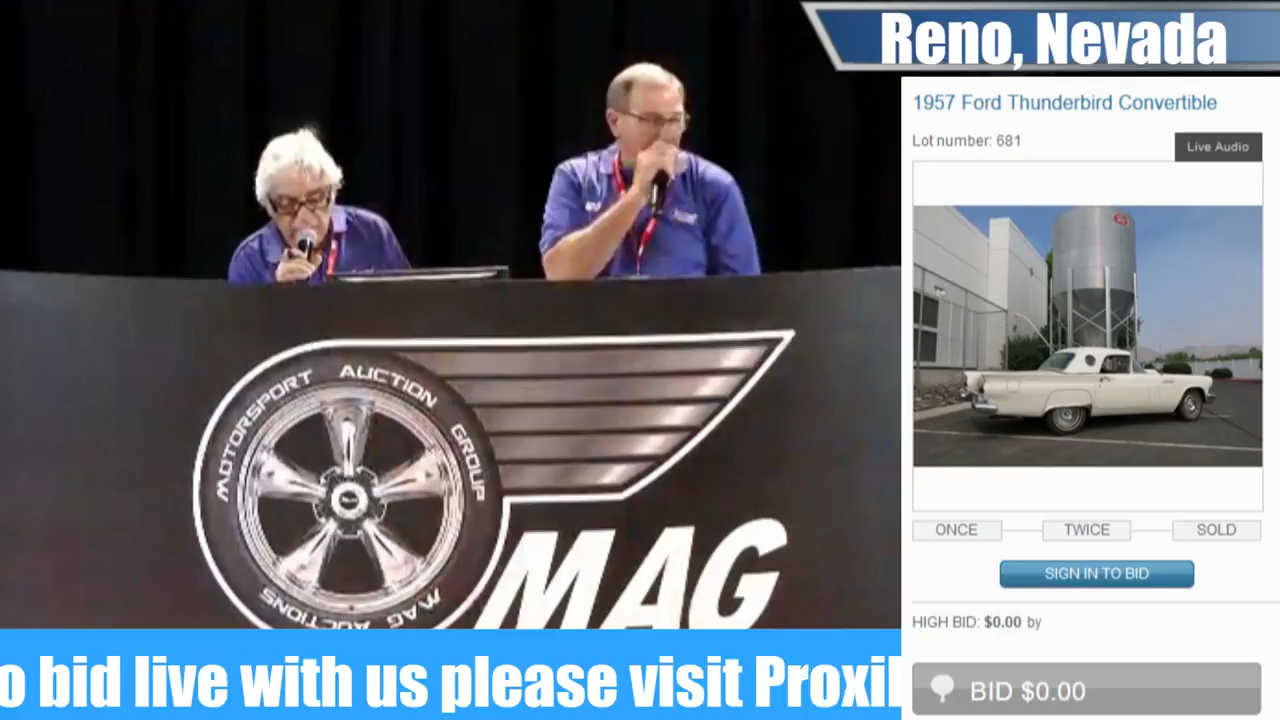 Reno, Nevada
1957 Ford Thunderbird Convertible
Lot number: 681
Live Audio
ONCE
TWICE
SOLD
SIGN IN TO BID
HIGH BID: $0.00 by
BID $0.00
MOTORSPORT AUCTION GROUP
MAG AUCTIONS
MAG
o bid live with us please visit Proxi